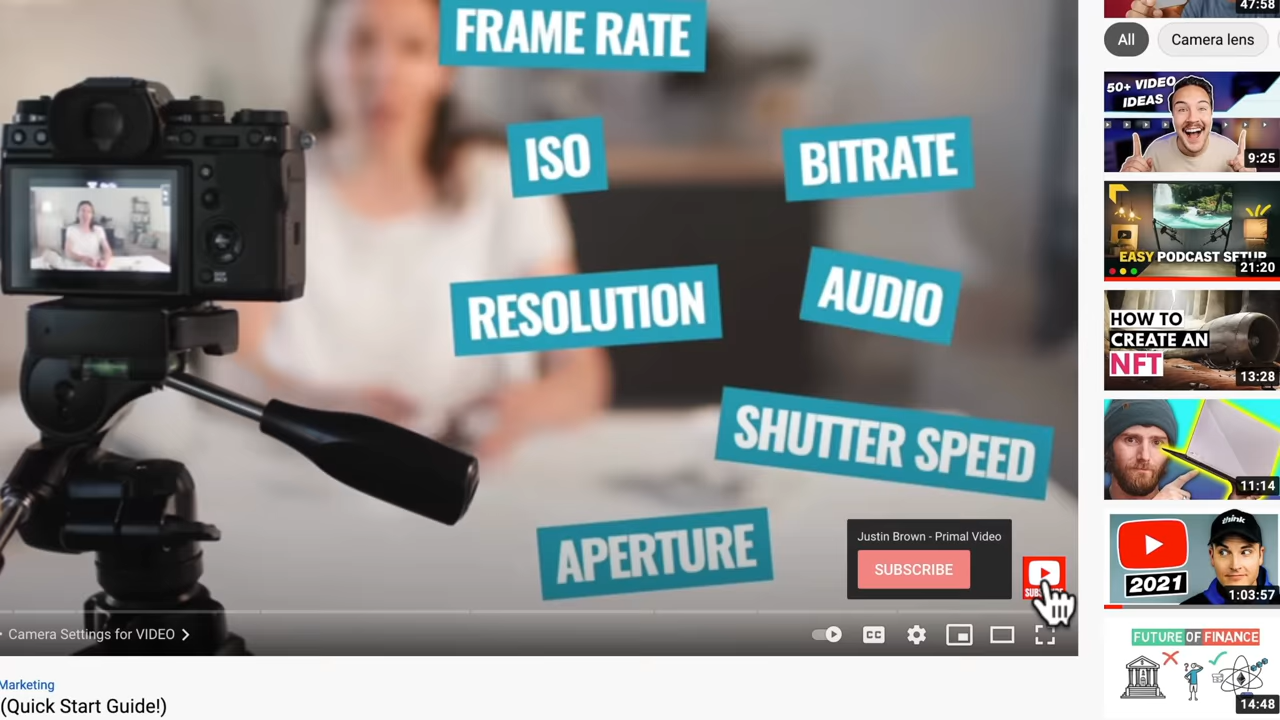 FRAME RATE
ISO
BITRATE
RESOLUTION
AUDIO
SHUTTER SPEED
APERTURE
Justin Brown - Primal Video
SUBSCRIBE
Camera Settings for VIDEO
CC
Marketing
(Quick Start Guide!)
47:58
All
Camera lens
50+ VIDEO
IDEAS
9:25
EASY PODCAST SETUP
21:20
HOW TO
CREATE AN
NFT
13:28
11:14
think
2021
1:03:57
FUTURE OF FINANCE
14:48